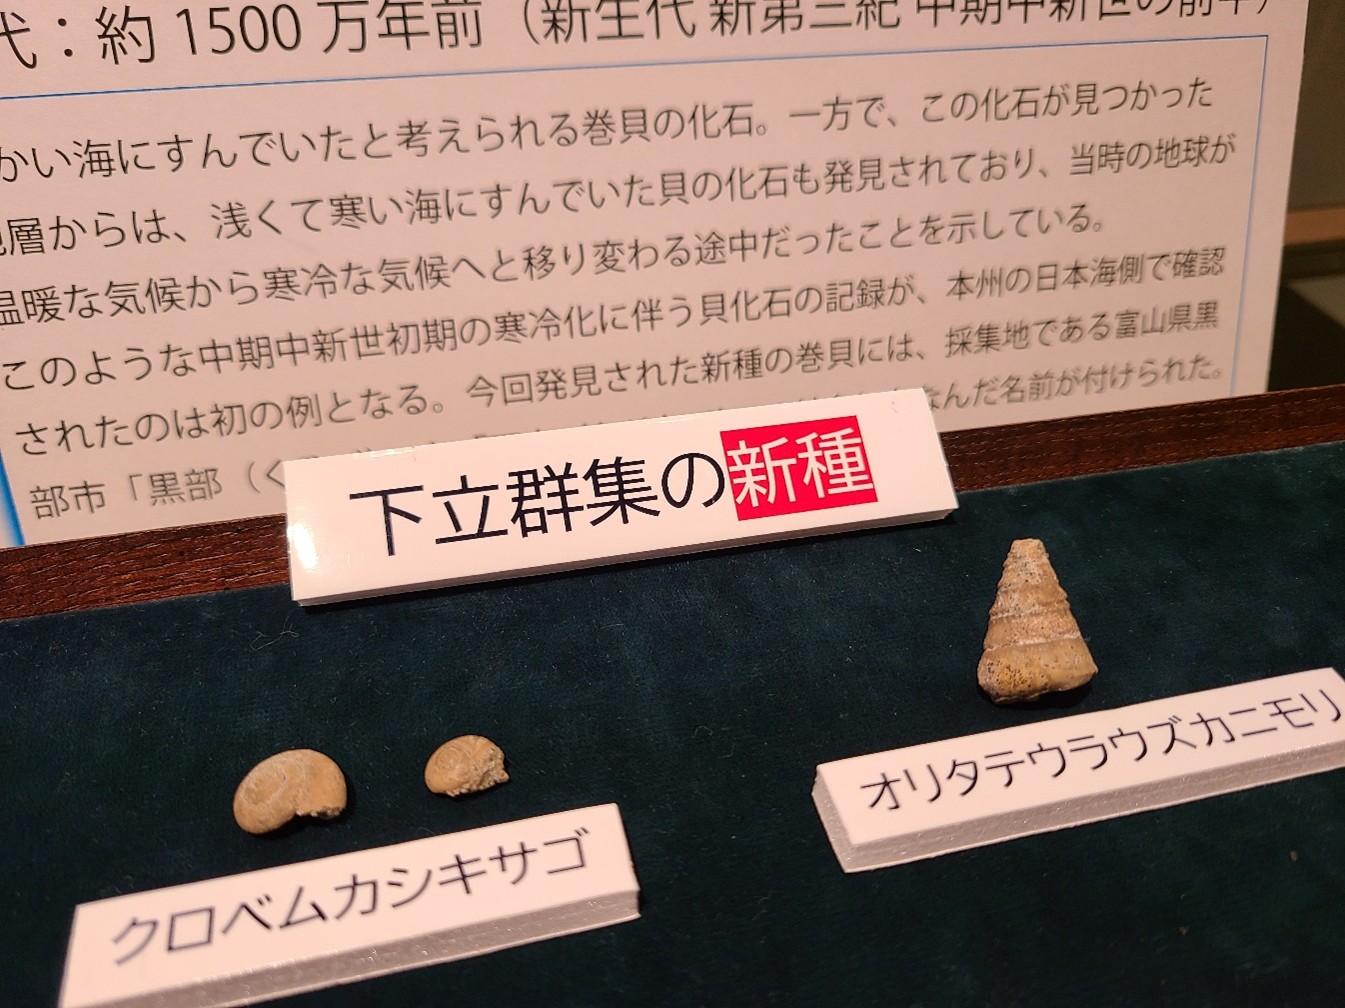 代：約 1500 万年前（新生代 新第三紀 中期中新世の前半）
かい海にすんでいたと考えられる巻貝の化石。一方で、この化石が見つかった
地層からは、浅くて寒い海にすんでいた貝の化石も発見されており、当時の地球が
温暖な気候から寒冷な気候へと移り変わる途中だったことを示している。
このような中期中新世初期の寒冷化に伴う貝化石の記録が、本州の日本海側で確認
されたのは初の例となる。今回発見された新種の巻貝には、採集地である富山県黒
部市「黒部（く
なんだ名前が付けられた。
下立群集の新種
オリタテウラウズカニモリ
クロベムカシキサゴ